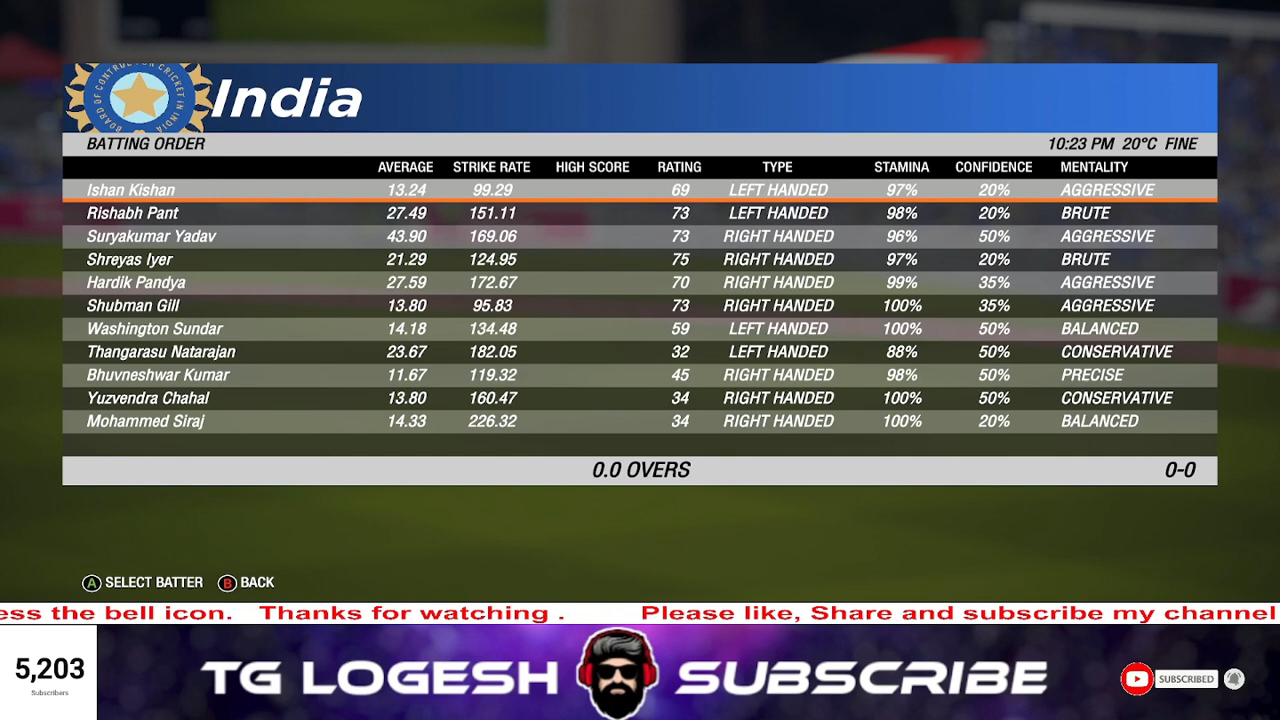 BOARD OF CONTROL FOR CRICKET IN INDIA
India
BATTING ORDER 10:23 PM 20°C FINE
AVERAGE STRIKE RATE HIGH SCORE RATING TYPE STAMINA CONFIDENCE MENTALITY
Ishan Kishan 13.24 99.29 69 LEFT HANDED 97% 20% AGGRESSIVE
Rishabh Pant 27.49 151.11 73 LEFT HANDED 98% 20% BRUTE
Suryakumar Yadav 43.90 169.06 73 RIGHT HANDED 96% 50% AGGRESSIVE
Shreyas Iyer 21.29 124.95 75 RIGHT HANDED 97% 20% BRUTE
Hardik Pandya 27.59 172.67 70 RIGHT HANDED 99% 35% AGGRESSIVE
Shubman Gill 13.80 95.83 73 RIGHT HANDED 100% 35% AGGRESSIVE
Washington Sundar 14.18 134.48 59 LEFT HANDED 100% 50% BALANCED
Thangarasu Natarajan 23.67 182.05 32 LEFT HANDED 88% 50% CONSERVATIVE
Bhuvneshwar Kumar 11.67 119.32 45 RIGHT HANDED 98% 50% PRECISE
Yuzvendra Chahal 13.80 160.47 34 RIGHT HANDED 100% 50% CONSERVATIVE
Mohammed Siraj 14.33 226.32 34 RIGHT HANDED 100% 20% BALANCED
0.0 OVERS 0-0
A SELECT BATTER B BACK
ess the bell icon. Thanks for watching . Please like, Share and subscribe my channel
5,203
Subscribers
TG LOGESH SUBSCRIBE
SUBSCRIBED